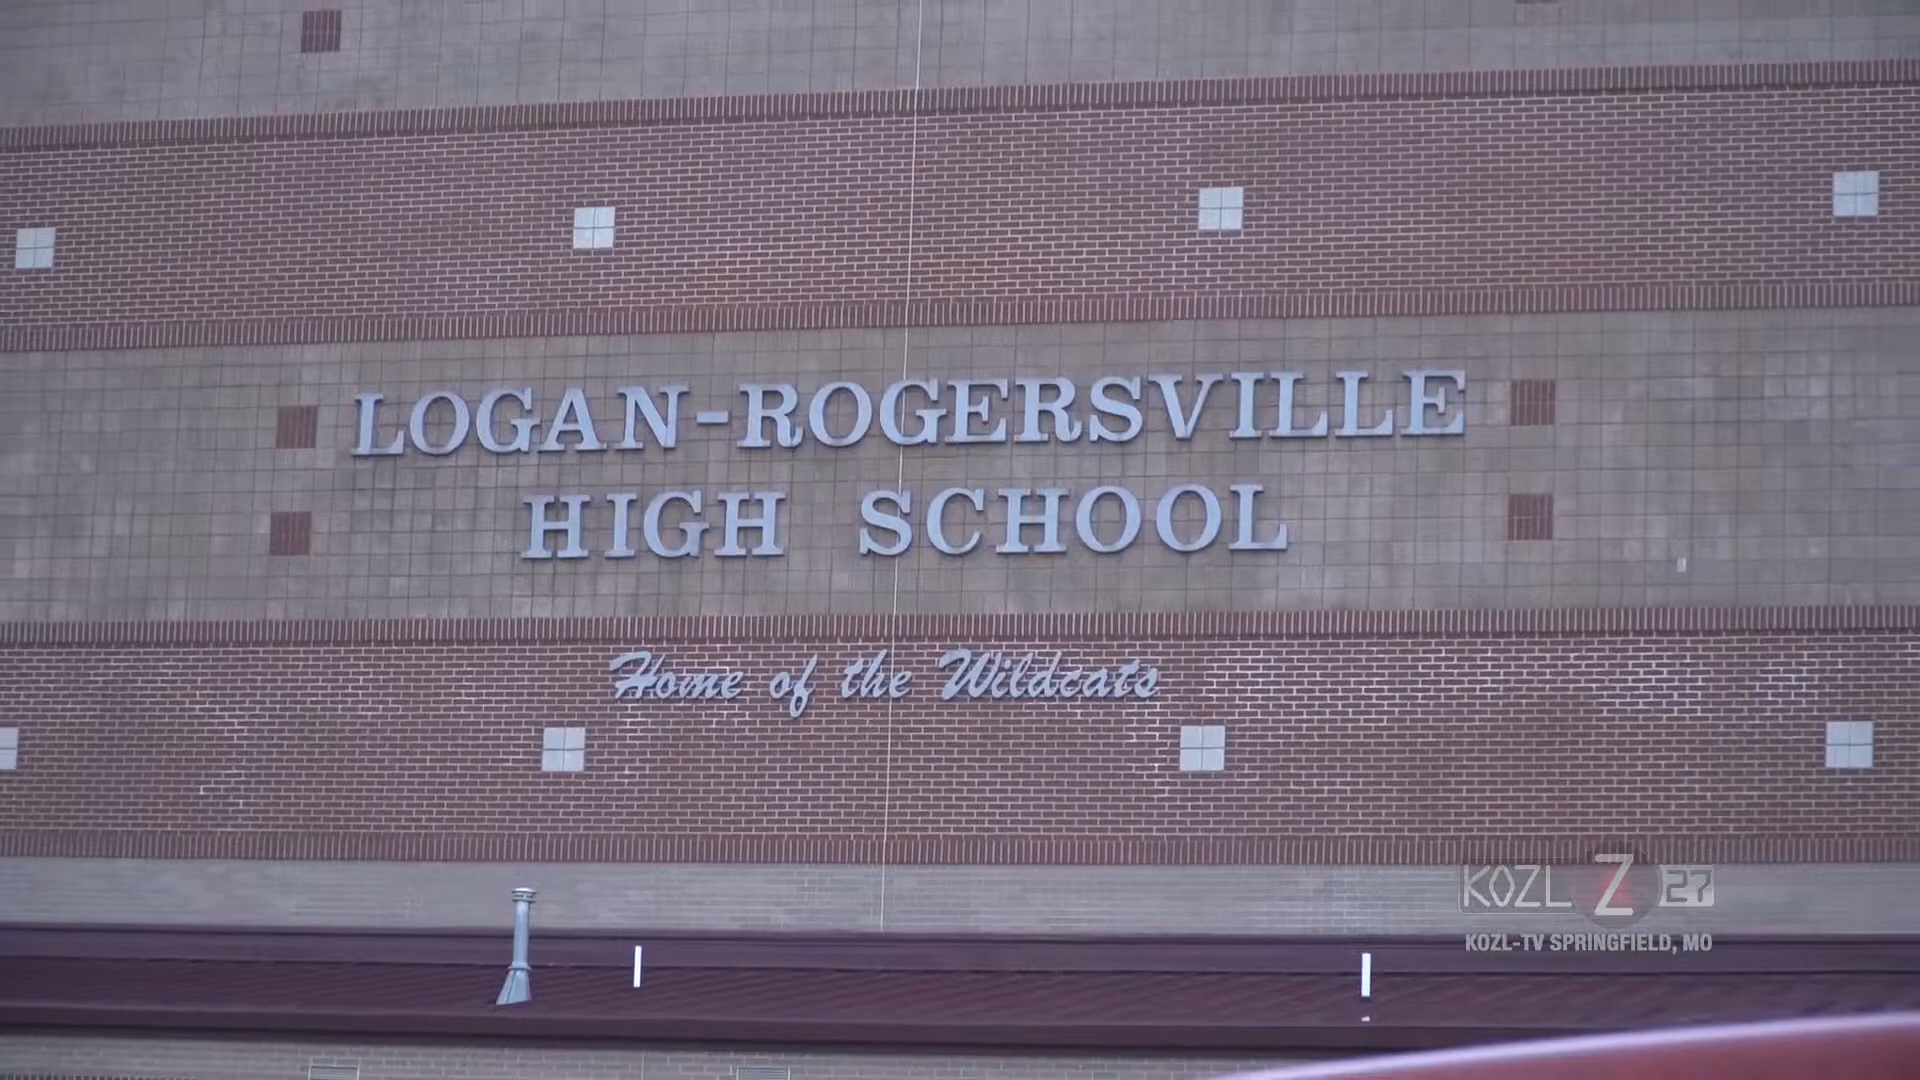 LOGAN-ROGERSVILLE
HIGH SCHOOL
Home of the Wildcats
KOZL Z 27
KOZL-TV SPRINGFIELD, MO